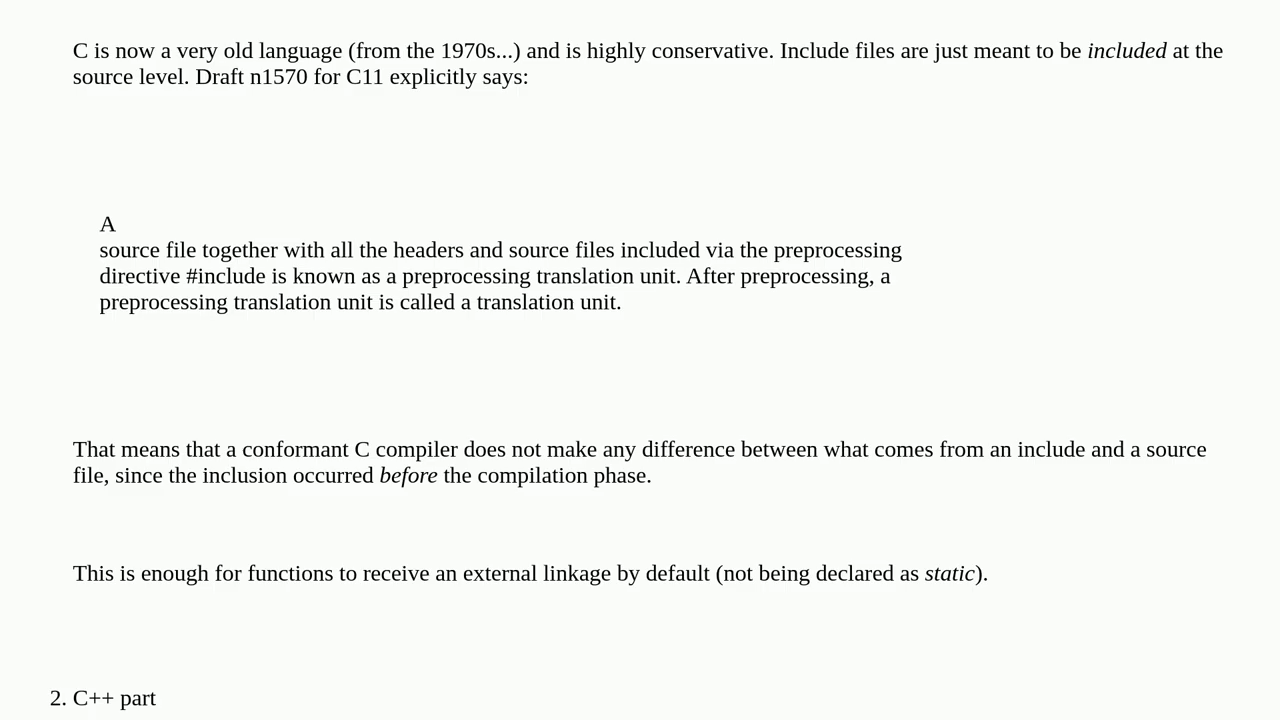 C is now a very old language (from the 1970s...) and is highly conservative. Include files are just meant to be included at the
source level. Draft n1570 for C11 explicitly says:
A
source file together with all the headers and source files included via the preprocessing
directive #include is known as a preprocessing translation unit. After preprocessing, a
preprocessing translation unit is called a translation unit.
That means that a conformant C compiler does not make any difference between what comes from an include and a source
file, since the inclusion occurred before the compilation phase.
This is enough for functions to receive an external linkage by default (not being declared as static).
2. C++ part